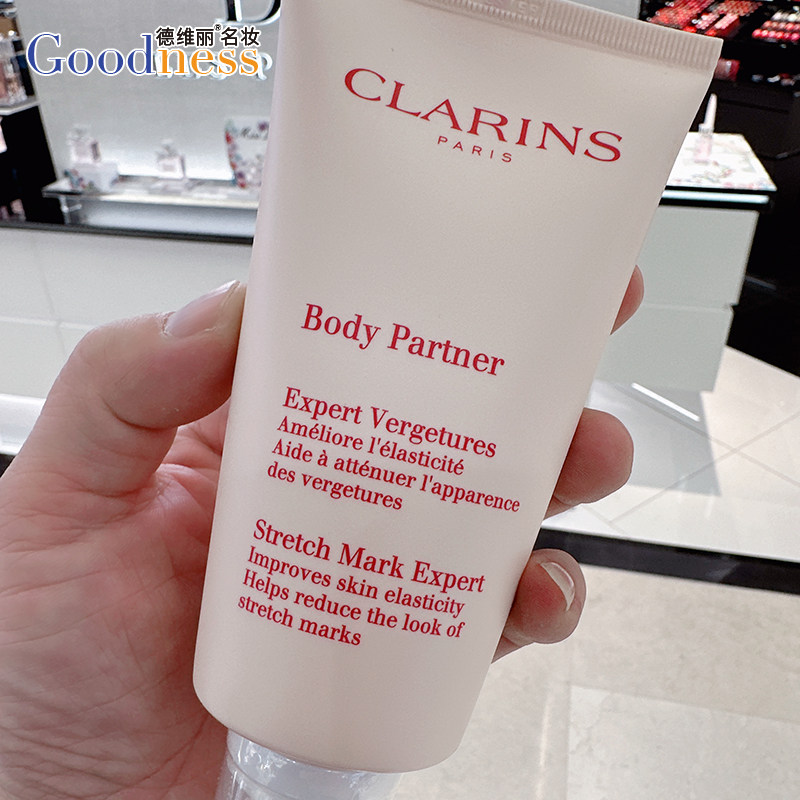 德维丽®名妆
Goodness
CLARINS
PARIS
Body Partner
Expert Vergetures
Améliore l'élasticité
Aide à atténuer l'apparence
des vergetures
Stretch Mark Expert
Improves skin elasticity
Helps reduce the look of
stretch marks